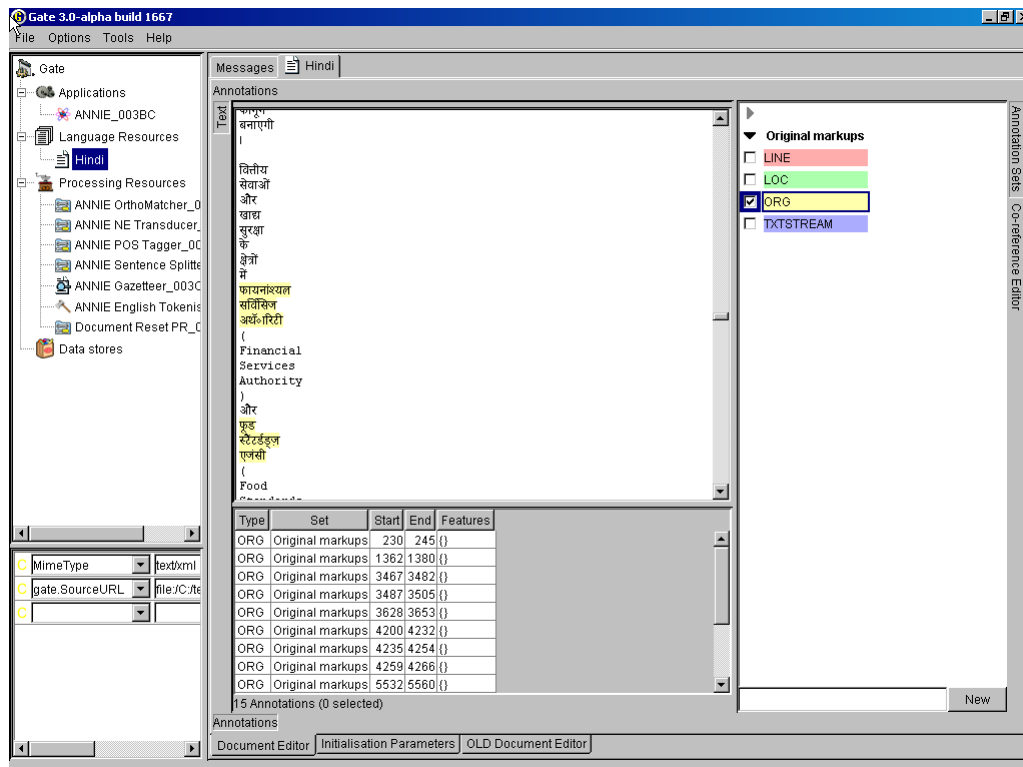 Gate 3.0-alpha build 1667
File Options Tools Help
Gate
Applications
ANNIE_003BC
Language Resources
Hindi
Processing Resources
ANNIE OrthoMatcher_0
ANNIE NE Transducer_
ANNIE POS Tagger_00
ANNIE Sentence Splitte
ANNIE Gazetteer_003C
ANNIE English Tokenis
Document Reset PR_0
Data stores
C MimeType text/xml
C gate.SourceURL file:/C:/te
C
Messages Hindi
Annotations
Text
बनाएगी
।
वित्तीय
सेवाओं
और
खाद्य
सुरक्षा
के
क्षेत्रों
में
फायनांश्यल
सर्विसिज
अथॅारिटी
(
Financial
Services
Authority
)
और
फूड
एजंसी
(
Food
Type Set Start End Features
ORG Original markups 230 245 {}
ORG Original markups 1362 1380 {}
ORG Original markups 3467 3482 {}
ORG Original markups 3487 3505 {}
ORG Original markups 3628 3653 {}
ORG Original markups 4200 4232 {}
ORG Original markups 4235 4254 {}
ORG Original markups 4259 4266 {}
ORG Original markups 5532 5560 {}
15 Annotations (0 selected)
Annotations
Document Editor Initialisation Parameters OLD Document Editor
Original markups
LINE
LOC
ORG
TXTSTREAM
New
Annotation Sets
Co-reference Editor